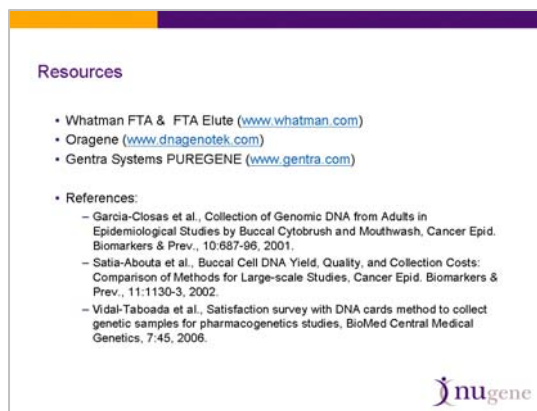 Resources
• Whatman FTA & FTA Elute (www.whatman.com)
• Oragene (www.dnagenotek.com)
• Gentra Systems PUREGENE (www.gentra.com)
• References:
– Garcia-Closas et al., Collection of Genomic DNA from Adults in
Epidemiological Studies by Buccal Cytobrush and Mouthwash, Cancer Epid.
Biomarkers & Prev., 10:687-96, 2001.
– Satia-Abouta et al., Buccal Cell DNA Yield, Quality, and Collection Costs:
Comparison of Methods for Large-scale Studies, Cancer Epid. Biomarkers &
Prev., 11:1130-3, 2002.
– Vidal-Taboada et al., Satisfaction survey with DNA cards method to collect
genetic samples for pharmacogenetics studies, BioMed Central Medical
Genetics, 7:45, 2006.
nugene